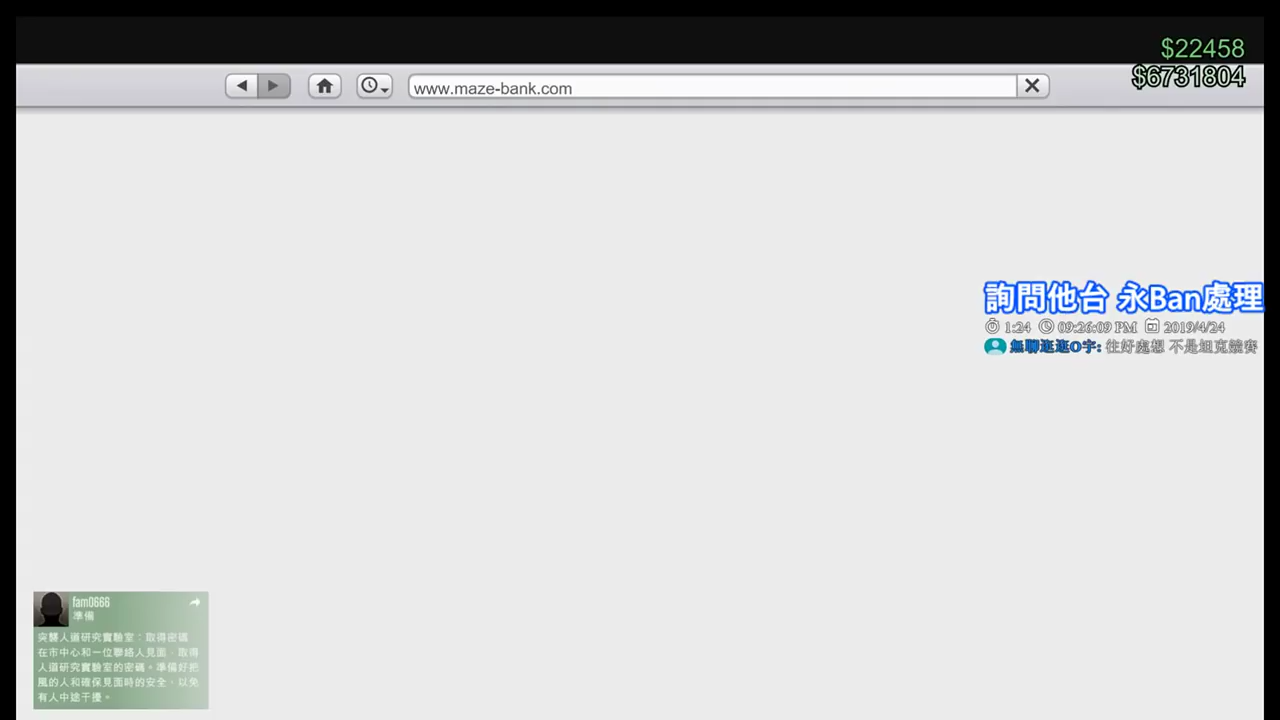 $22458
www.maze-bank.com
$6731804
詢問他台 永Ban處理
1:24 09:26:09 PM 2019/4/24
無聊逛逛O宇: 往好處想 不是坦克競賽
fam0666
準備
突襲人道研究實驗室：取得密碼
在市中心和一位聯絡人見面，取得
人道研究實驗室的密碼。準備好把
風的人和確保見面時的安全，以免
有人中途干擾。